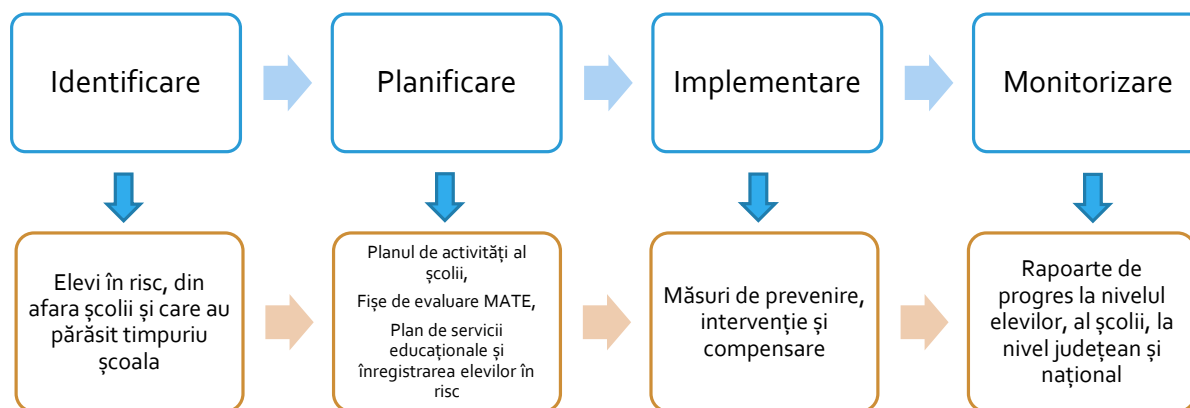 Identificare
Planificare
Implementare
Monitorizare
Elevi în risc, din
afara școlii și care au
părăsit timpuriu
școala
Planul de activități al
școlii,
Fișe de evaluare MATE,
Plan de servicii
educaționale și
înregistrarea elevilor în
risc
Măsuri de prevenire,
intervenție și
compensare
Rapoarte de
progres la nivelul
elevilor, al școlii, la
nivel județean și
național